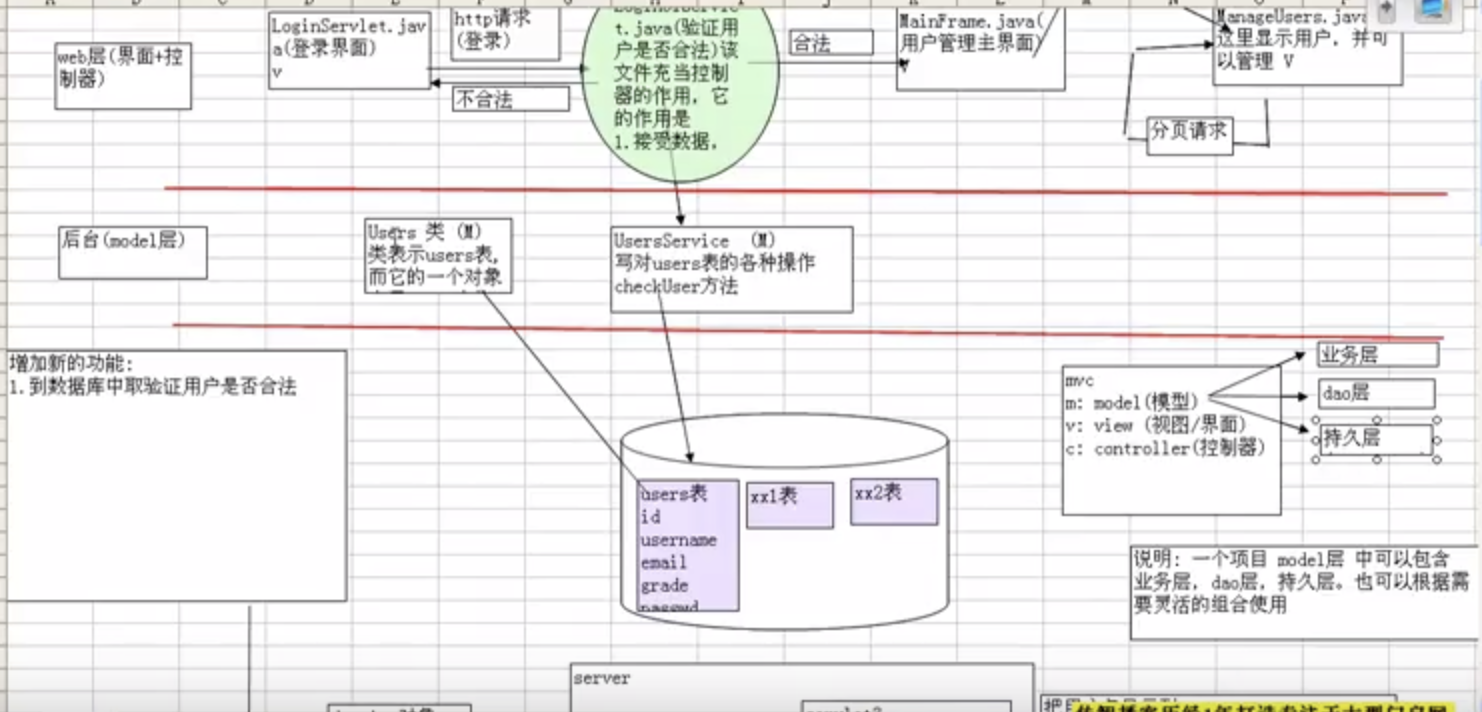 web层(界面+控
制器)
LoginServlet.jav
a(登录界面)
v
http请求
(登录)
不合法
t.java(验证用
户是否合法)该
文件充当控制
器的作用，它
的作用是
1.接受数据，
合法
MainFrame.java(
用户管理主界面)
v
ManageUsers.java
这里显示用户，并可
以管理 V
分页请求
后台(model层)
Users 类 (M)
类表示users表，
而它的一个对象
UsersService (M)
写对users表的各种操作
checkUser方法
增加新的功能:
1.到数据库中取验证用户是否合法
users表
id
username
email
grade
passwd
xx1表
xx2表
mvc
m: model(模型)
v: view (视图/界面)
c: controller(控制器)
业务层
dao层
持久层
说明: 一个项目 model层 中可以包含
业务层，dao层，持久层。也可以根据需
要灵活的组合使用
server